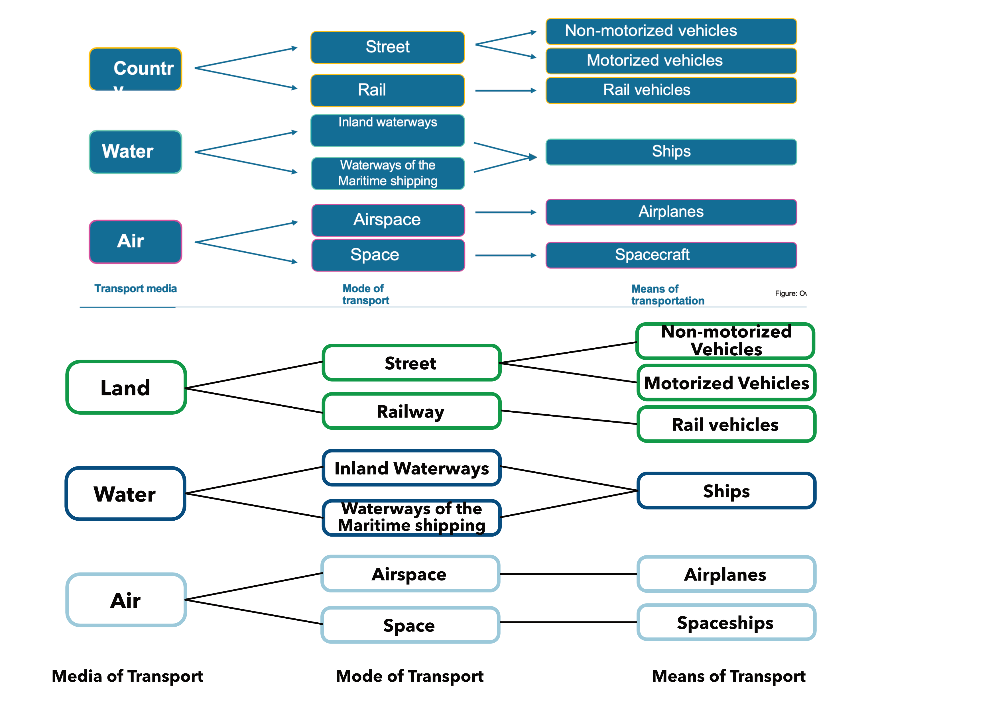 Non-motorized vehicles
Street
Motorized vehicles
Countr
y
Rail
Rail vehicles
Inland waterways
Water
Ships
Waterways of the
Maritime shipping
Airspace
Airplanes
Air
Space
Spacecraft
Transport media
Mode of
transport
Means of
transportation
Figure: Ov
Non-motorized
Vehicles
Street
Motorized Vehicles
Land
Railway
Rail vehicles
Inland Waterways
Water
Ships
Waterways of the
Maritime shipping
Airspace
Airplanes
Air
Space
Spaceships
Media of Transport
Mode of Transport
Means of Transport